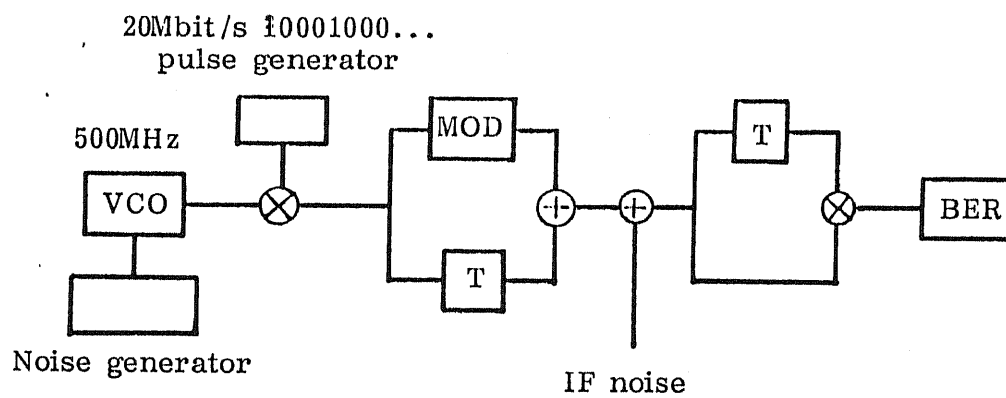 20Mbit/s 10001000...
pulse generator
500MHz
MOD
T
VCO
T
BER
Noise generator
IF noise